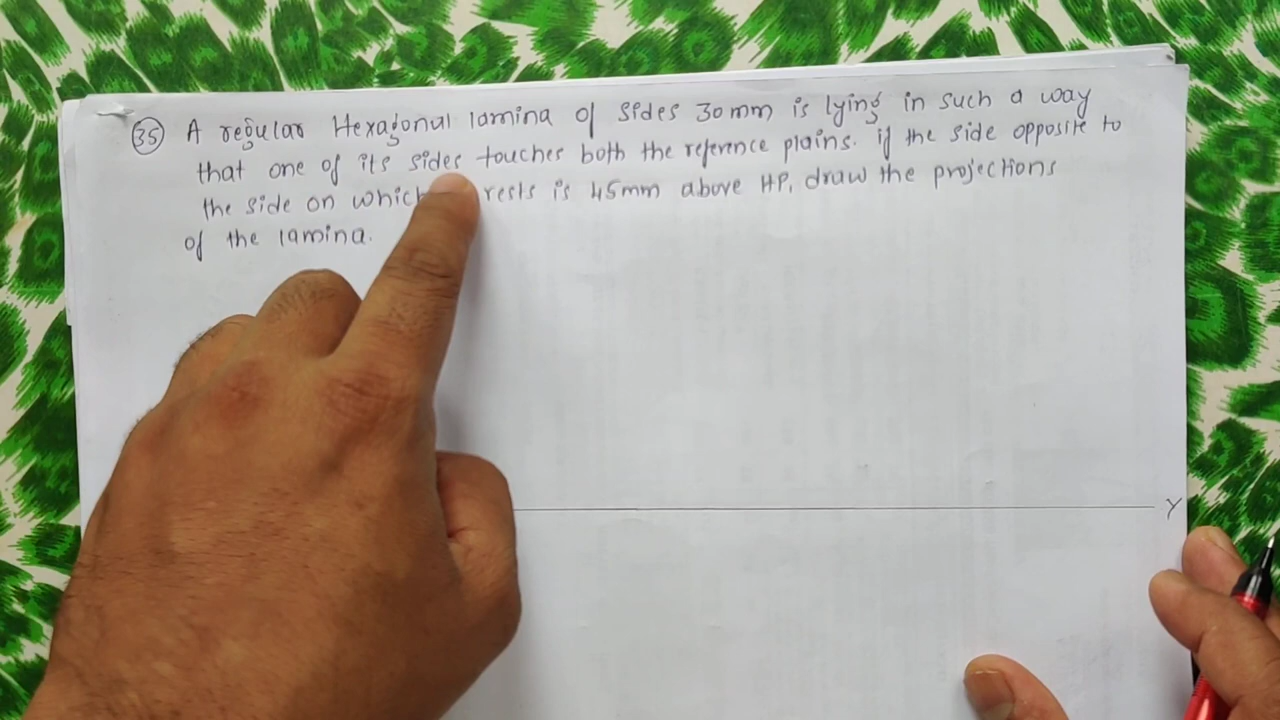 35 A regular Hexagonal lamina of sides 30mm is lying in such a way
that one of its sides touches both the reference plains. if the side opposite to
the side on which rests is 45mm above HP, draw the projections
of the lamina.
Y